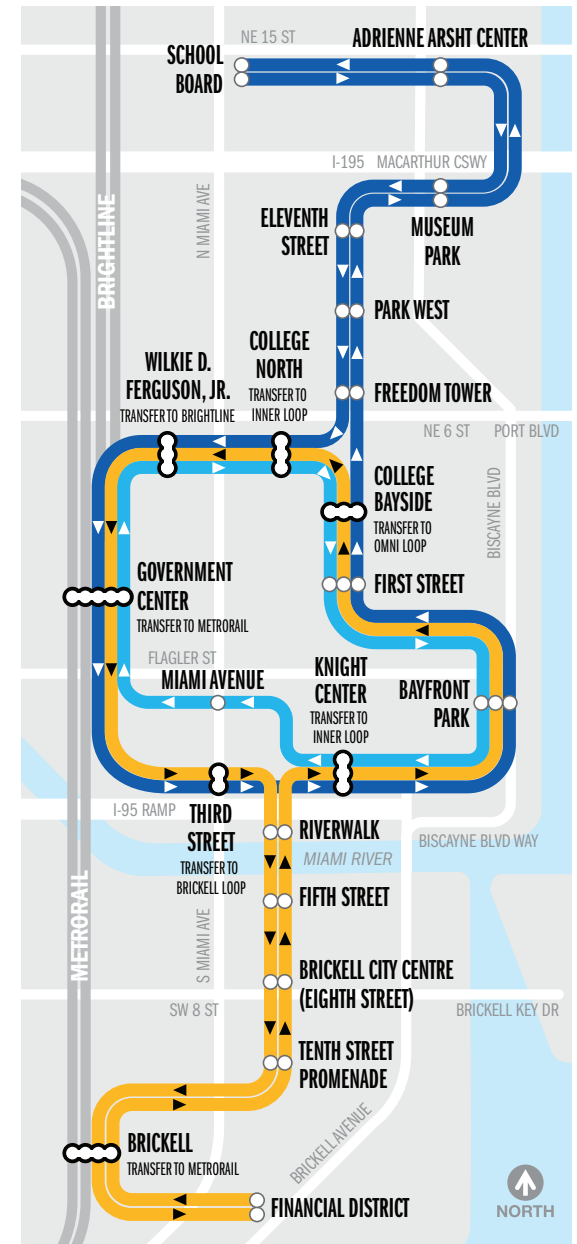 NE 15 ST
ADRIENNE ARSHT CENTER
SCHOOL
BOARD
I-195 MACARTHUR CSWY
BRIGHTLINE
N MIAMI AVE
ELEVENTH
STREET
MUSEUM
PARK
PARK WEST
COLLEGE
NORTH
TRANSFER TO
INNER LOOP
WILKIE D.
FERGUSON, JR.
TRANSFER TO BRIGHTLINE
FREEDOM TOWER
NE 6 ST PORT BLVD
COLLEGE
BAYSIDE
TRANSFER TO
OMNI LOOP
BISCAYNE BLVD
GOVERNMENT
CENTER
TRANSFER TO METRORAIL
FIRST STREET
FLAGLER ST
MIAMI AVENUE
KNIGHT
CENTER
TRANSFER TO
INNER LOOP
BAYFRONT
PARK
I-95 RAMP
THIRD
STREET
TRANSFER TO
BRICKELL LOOP
RIVERWALK
BISCAYNE BLVD WAY
MIAMI RIVER
METRORAIL
FIFTH STREET
S MIAMI AVE
BRICKELL CITY CENTRE
(EIGHTH STREET)
SW 8 ST
BRICKELL KEY DR
TENTH STREET
PROMENADE
BRICKELL AVENUE
BRICKELL
TRANSFER TO METRORAIL
FINANCIAL DISTRICT
NORTH